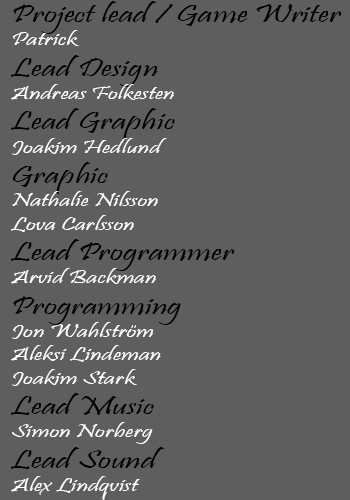 Project lead / Game Writer
Patrick
Lead Design
Andreas Folkesten
Lead Graphic
Joakim Hedlund
Graphic
Nathalie Nilsson
Lova Carlsson
Lead Programmer
Arvid Backman
Programming
Jon Wahlström
Aleksi Lindeman
Joakim Stark
Lead Music
Simon Norberg
Lead Sound
Alex Lindqvist